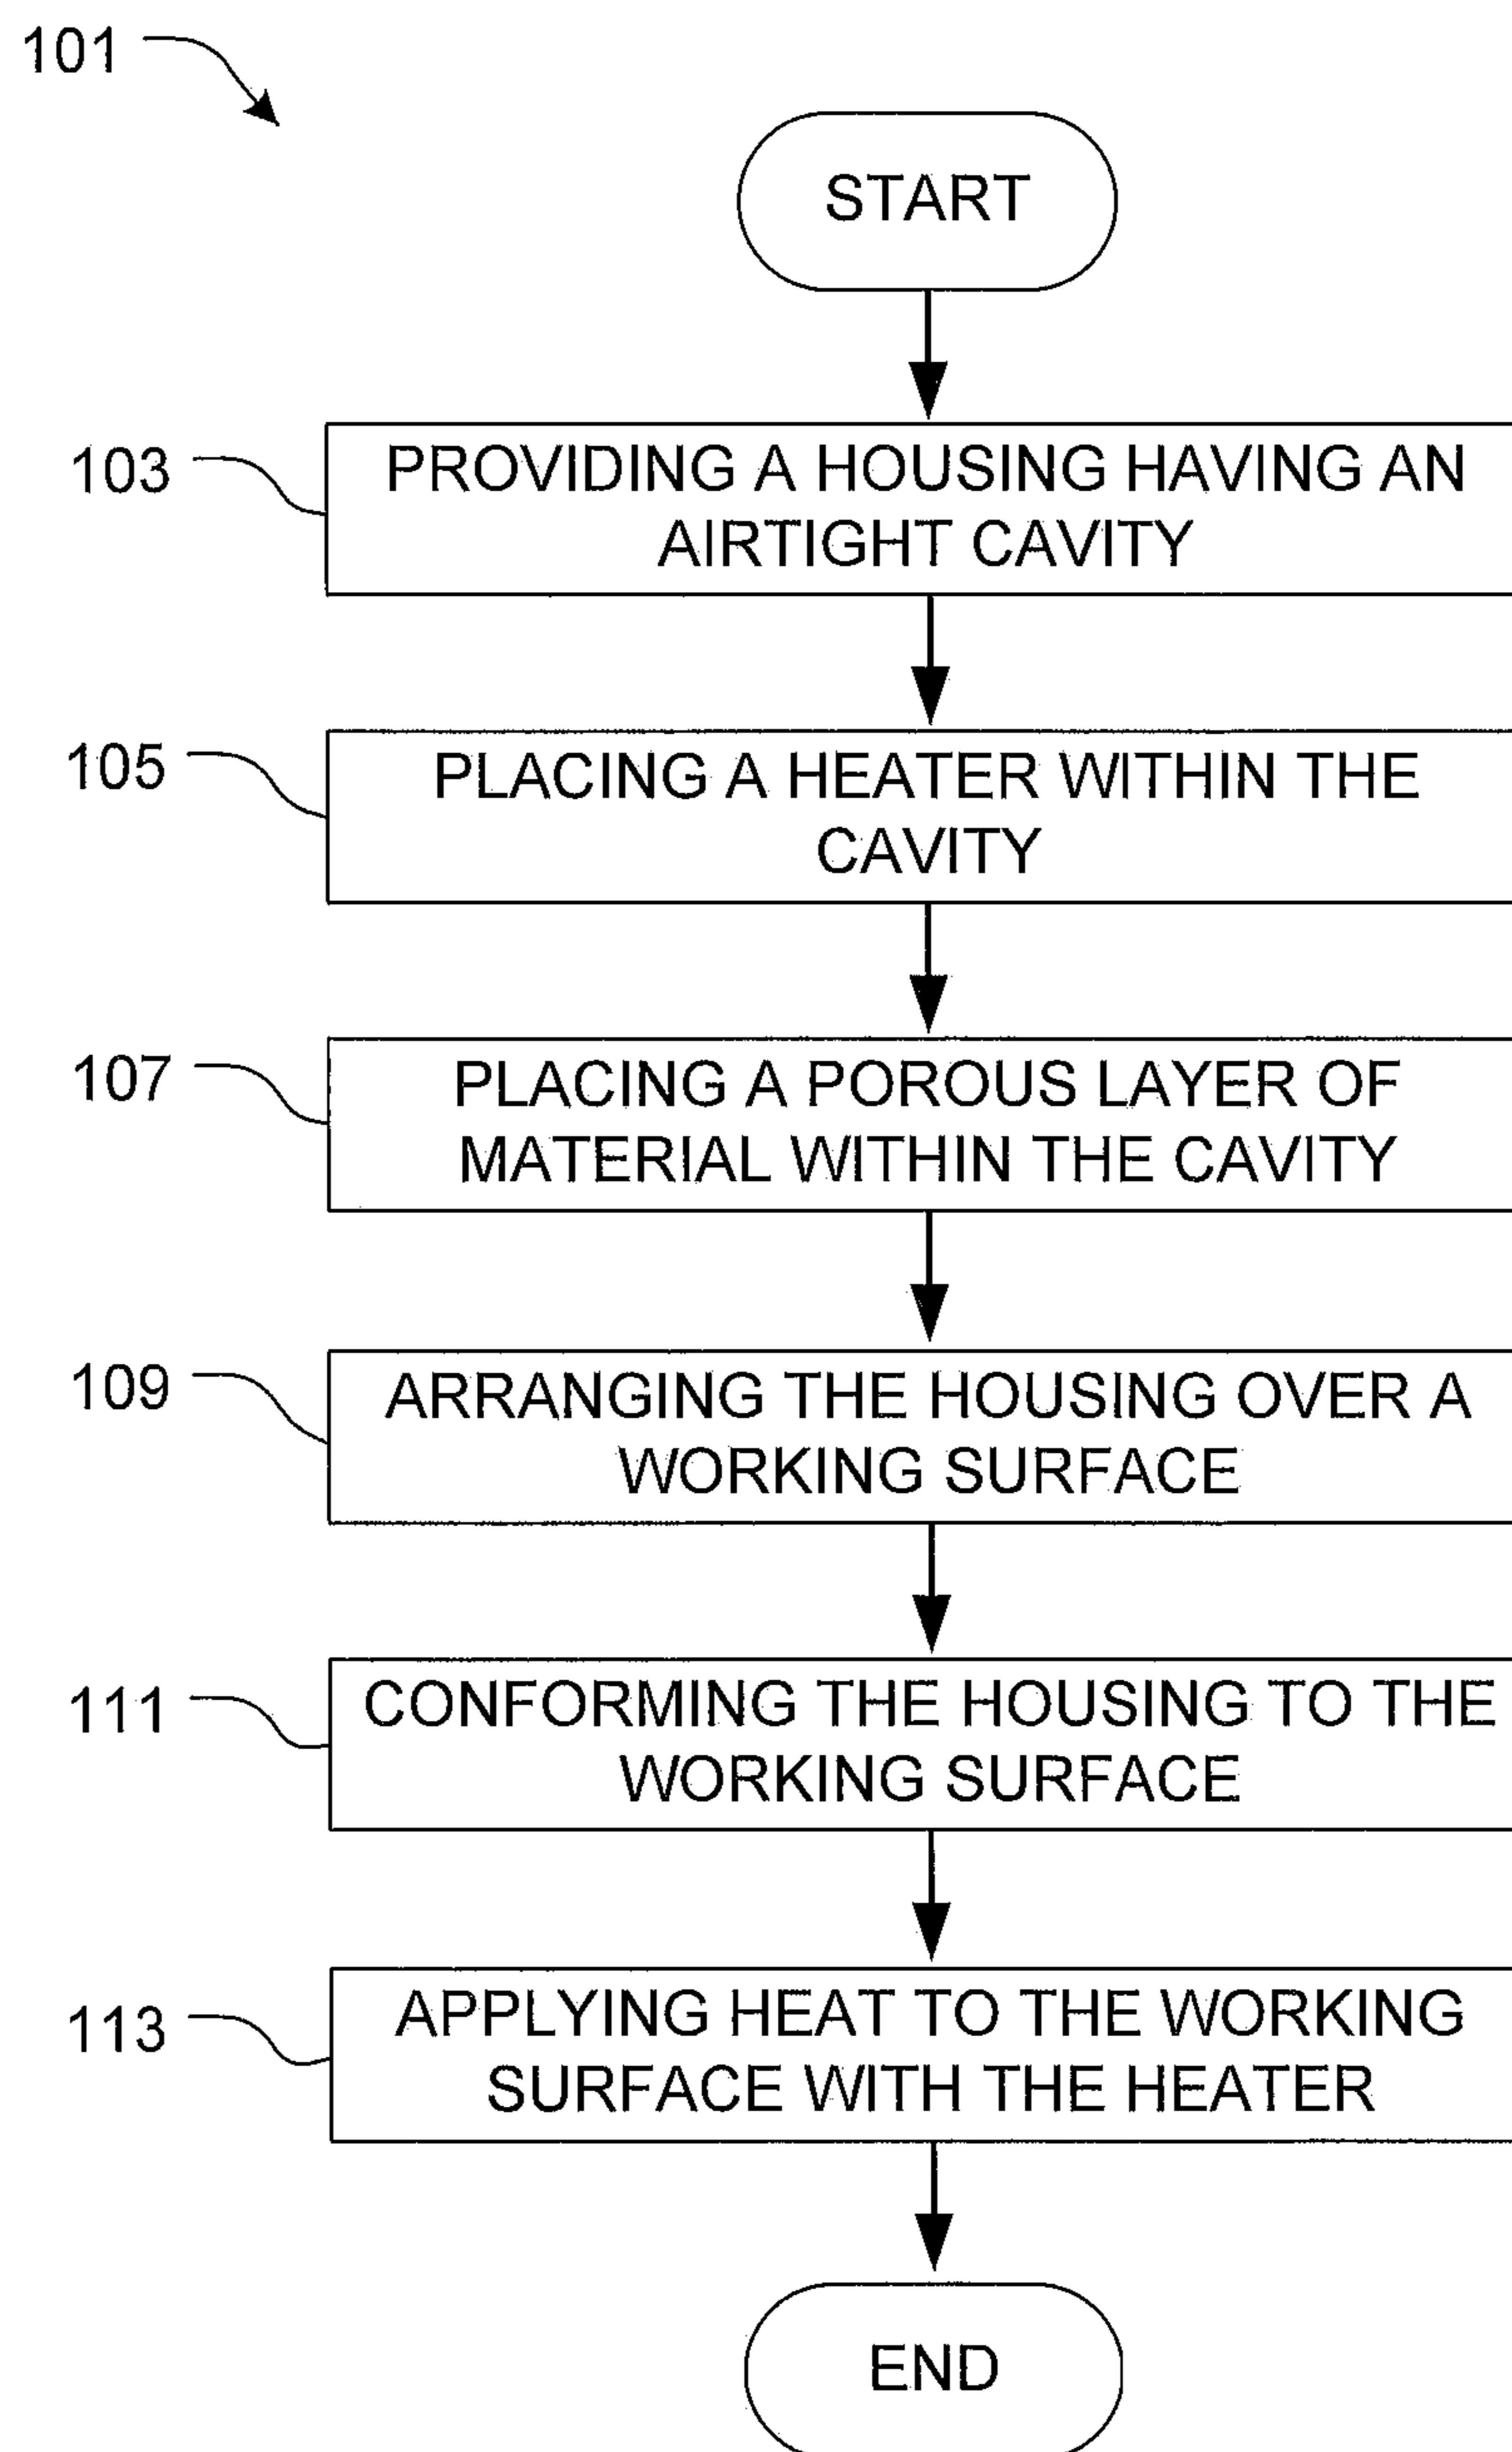 101
START
103
PROVIDING A HOUSING HAVING AN
AIRTIGHT CAVITY
105
PLACING A HEATER WITHIN THE
CAVITY
107
PLACING A POROUS LAYER OF
MATERIAL WITHIN THE CAVITY
109
ARRANGING THE HOUSING OVER A
WORKING SURFACE
111
CONFORMING THE HOUSING TO THE
WORKING SURFACE
113
APPLYING HEAT TO THE WORKING
SURFACE WITH THE HEATER
END